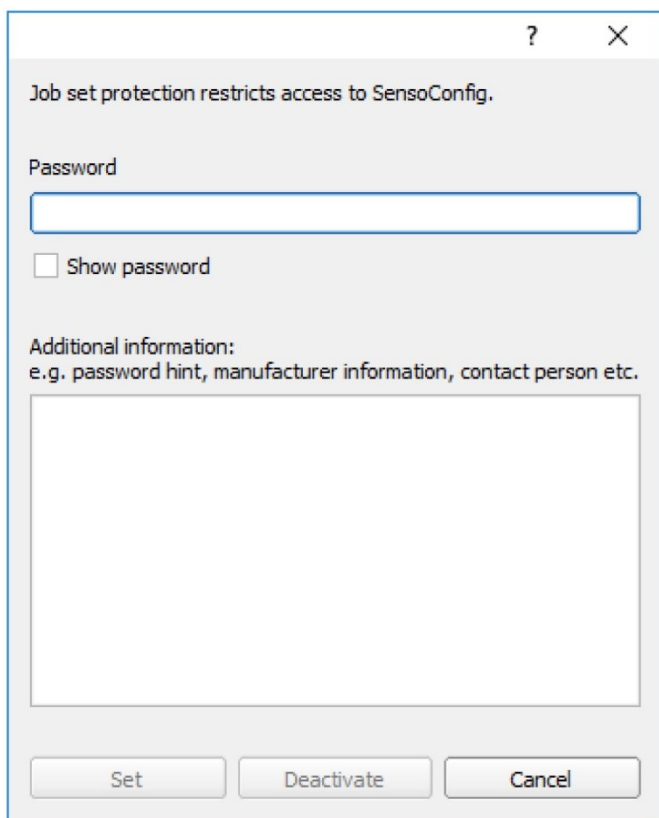 ?
Job set protection restricts access to SensoConfig.
Password
Show password
Additional information:
e.g. password hint, manufacturer information, contact person etc.
Set Deactivate Cancel